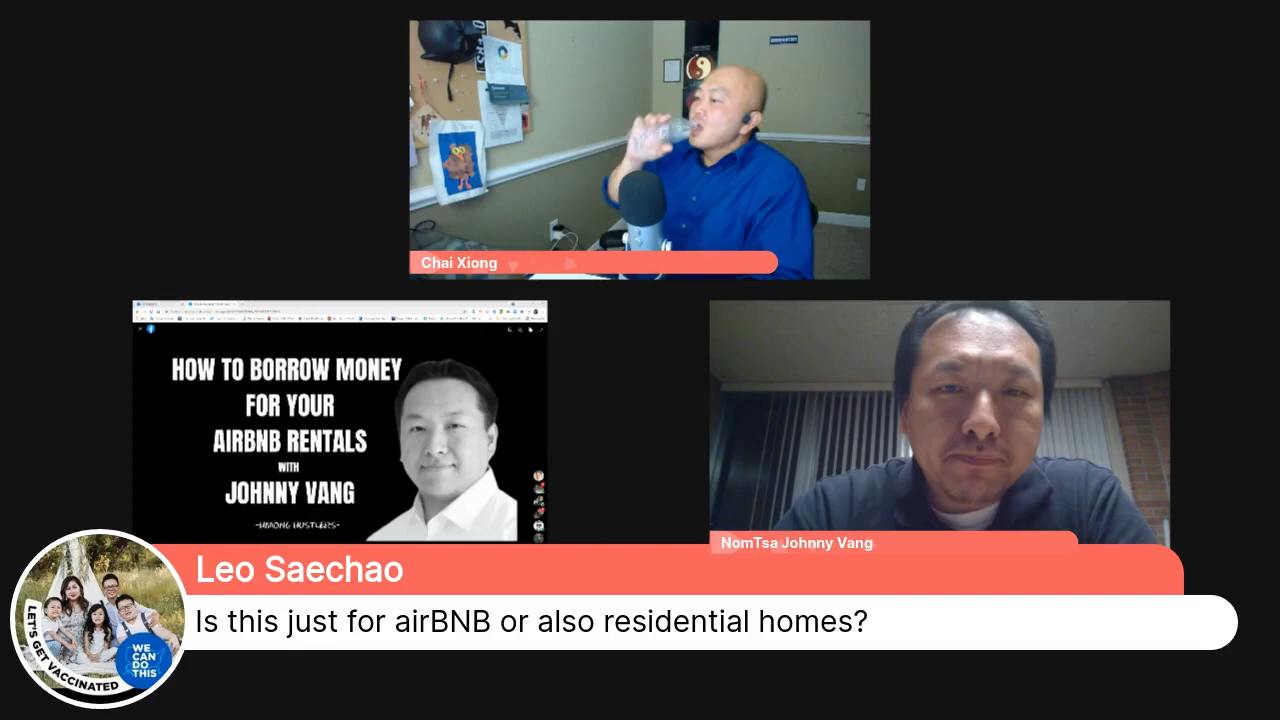 Chai Xiong
HOW TO BORROW MONEY
FOR YOUR
AIRBNB RENTALS
WITH
JOHNNY VANG
-HMONG HUSTLERS-
NomTsa Johnny Vang
Leo Saechao
Is this just for airBNB or also residential homes?
LET'S GET VACCINATED
WE
CAN
DO
THIS